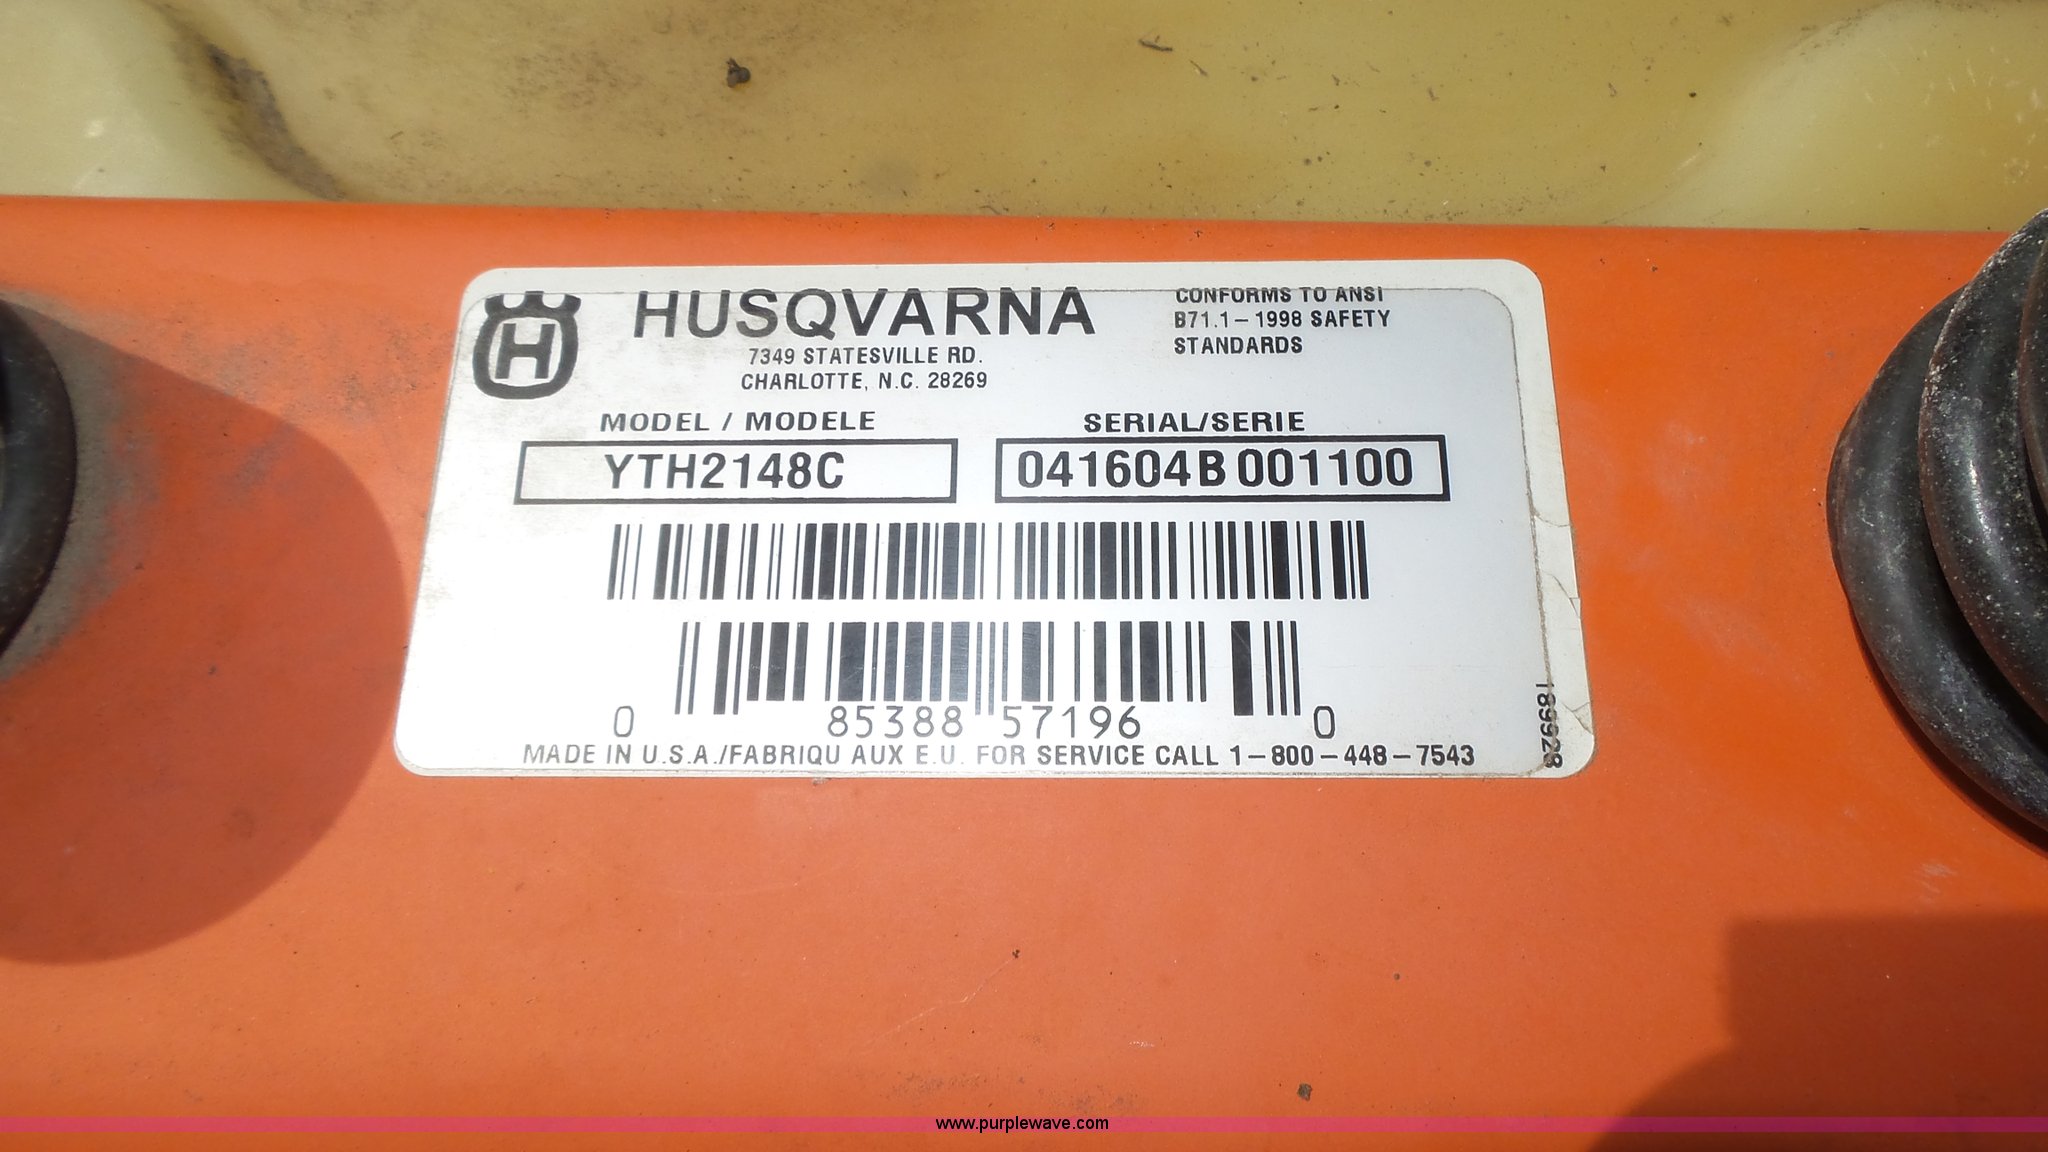 H
HUSQVARNA
7349 STATESVILLE RD.
CHARLOTTE, N.C. 28269
CONFORMS TO ANSI
B71.1-1998 SAFETY
STANDARDS
MODEL / MODELE
YTH2148C
SERIAL/SERIE
041604B 001100
0 85388 57196 0
MADE IN U.S.A./FABRIQU AUX E.U. FOR SERVICE CALL 1-800-448-7543
189928
www.purplewave.com